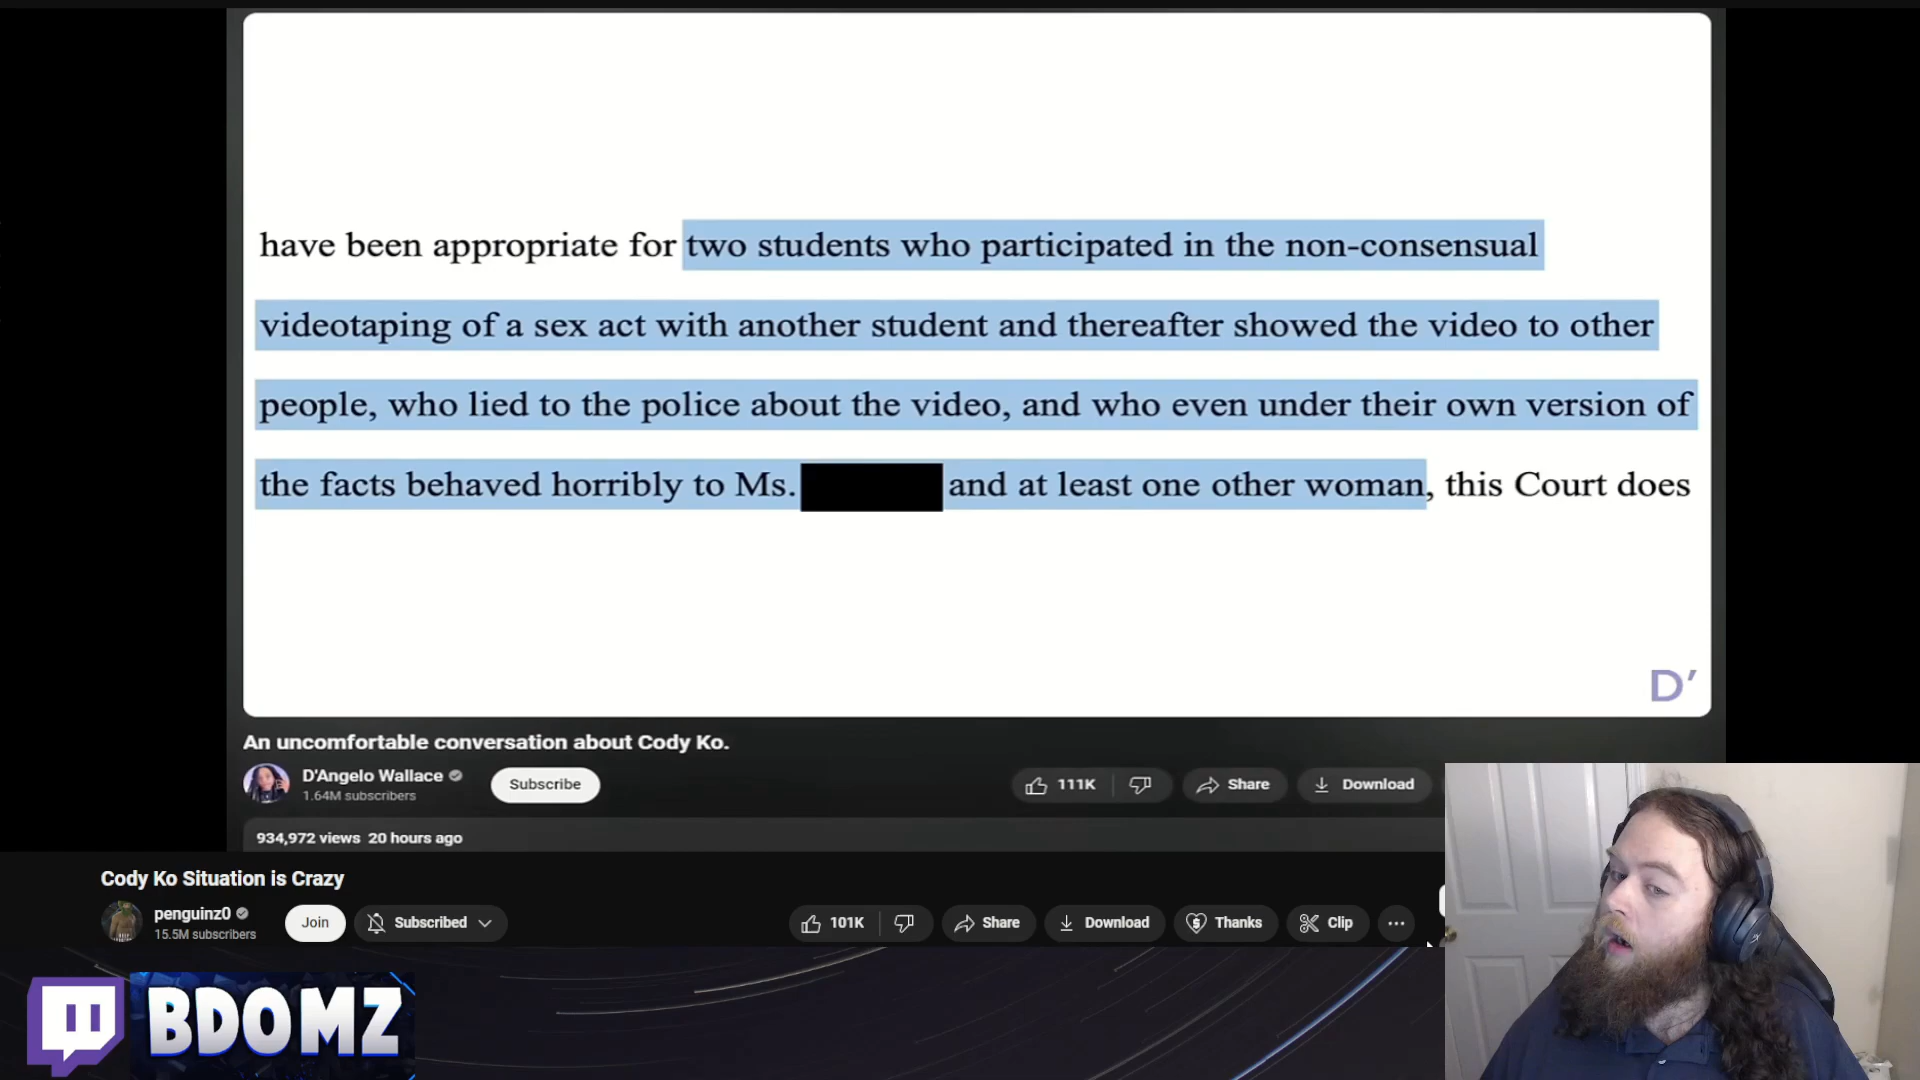 have been appropriate for two students who participated in the non-consensual
videotaping of a sex act with another student and thereafter showed the video to other
people, who lied to the police about the video, and who even under their own version of
the facts behaved horribly to Ms. and at least one other woman, this Court does
D’
An uncomfortable conversation about Cody Ko.
D'Angelo Wallace
1.64M subscribers
Subscribe
111K
Share
Download
934,972 views 20 hours ago
Cody Ko Situation is Crazy
penguinz0
15.5M subscribers
Join
Subscribed
101K
Share
Download
Thanks
Clip
BDOMZ